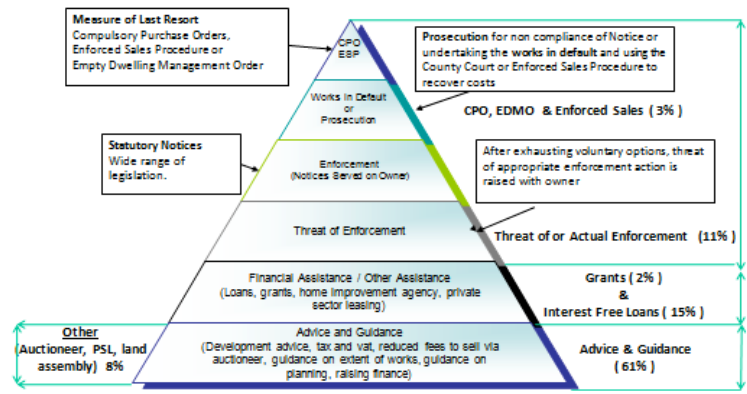 Measure of Last Resort
Compulsory Purchase Orders,
Enforced Sales Procedure or
Empty Dwelling Management Order
CPO
ESP
Prosecution for non compliance of Notice or
undertaking the works in default and using the
County Court or Enforced Sales Procedure to
recover costs
Works in Default
or
Prosecution
CPO, EDMO & Enforced Sales ( 3% )
Statutory Notices
Wide range of
legislation.
Enforcement
(Notices Served on Owner)
After exhausting voluntary options, threat
of appropriate enforcement action is
raised with owner
Threat of Enforcement
Threat of or Actual Enforcement (11% )
Financial Assistance / Other Assistance
(Loans, grants, home improvement agency, private
sector leasing)
Grants ( 2% )
&
Interest Free Loans ( 15% )
Other
(Auctioneer, PSL, land
assembly) 8%
Advice and Guidance
(Development advice, tax and vat, reduced fees to sell via
auctioneer, guidance on extent of works, guidance on
planning, raising finance)
Advice & Guidance
( 61% )